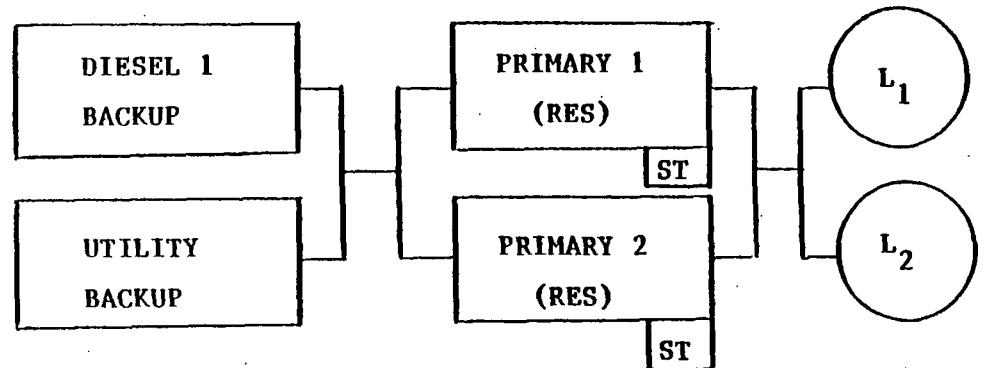 DIESEL 1
BACKUP
PRIMARY 1
(RES)
ST
L1
UTILITY
BACKUP
PRIMARY 2
(RES)
ST
L2